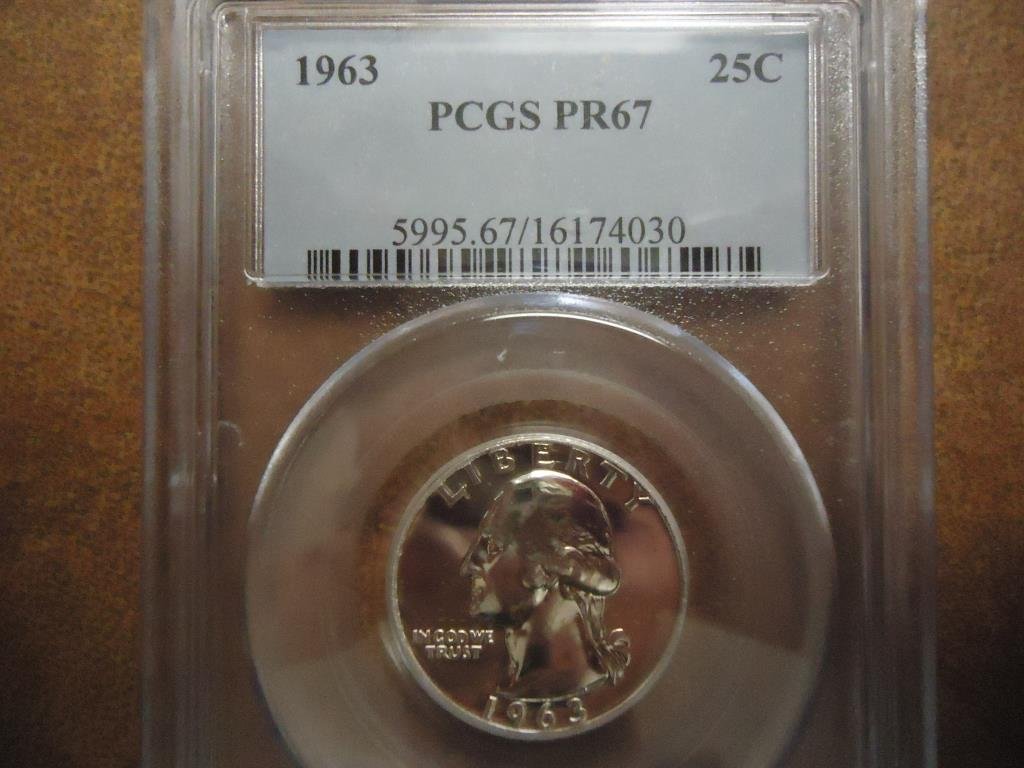 1963 25C
PCGS PR67
5995.67/16174030
LIBERTY
IN GOD WE
TRUST
1963